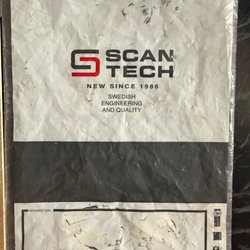 SCAN
TECH
NEW SINCE 1986
SWEDISH
ENGINEERING
AND QUALITY